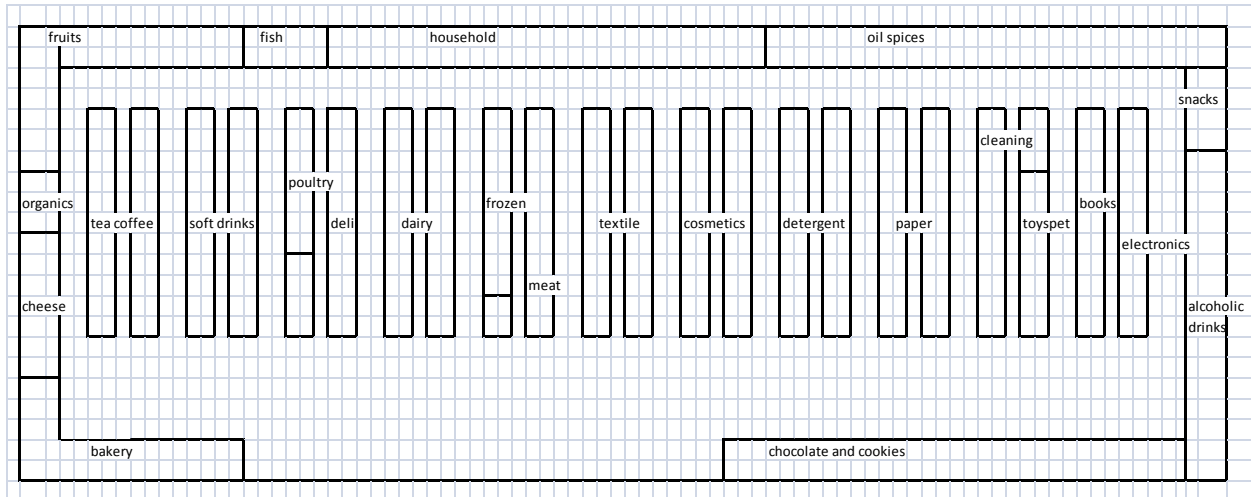 fruits
fish
household
oil spices
snacks
cleaning
poultry
organics
frozen
books
tea coffee
soft drinks
deli
dairy
textile
cosmetics
detergent
paper
toyspet
electronics
meat
cheese
alcoholic
drinks
bakery
chocolate and cookies